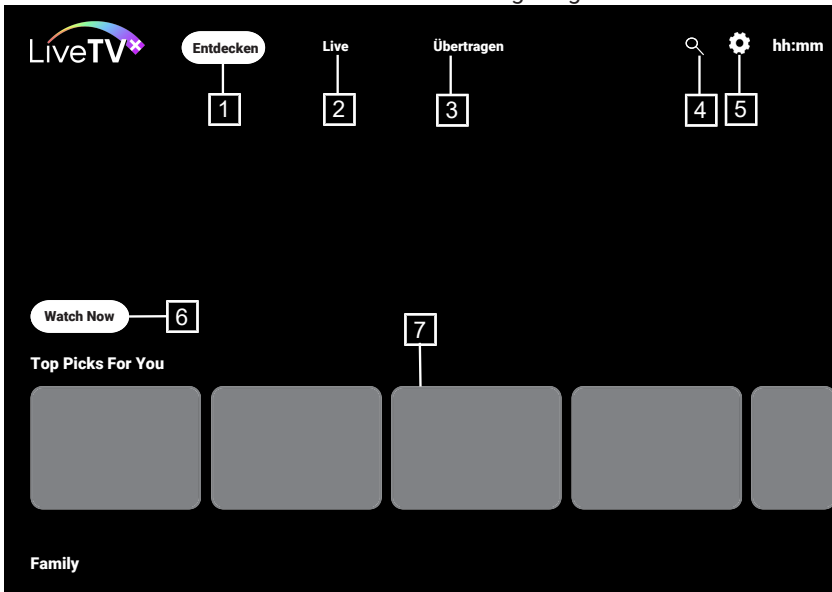 LiveTV×
Entdecken
Live
Übertragen
hh:mm
1
2
3
4
5
Watch Now
6
7
Top Picks For You
Family